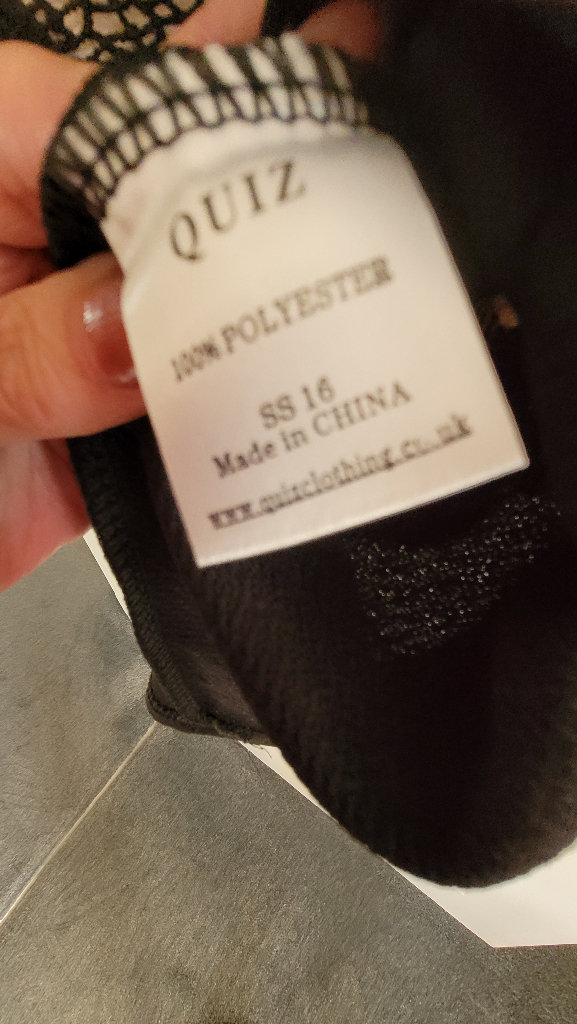 QUIZ
100% POLYESTER
SS 16
Made in CHINA
www.quizclothing.co.uk